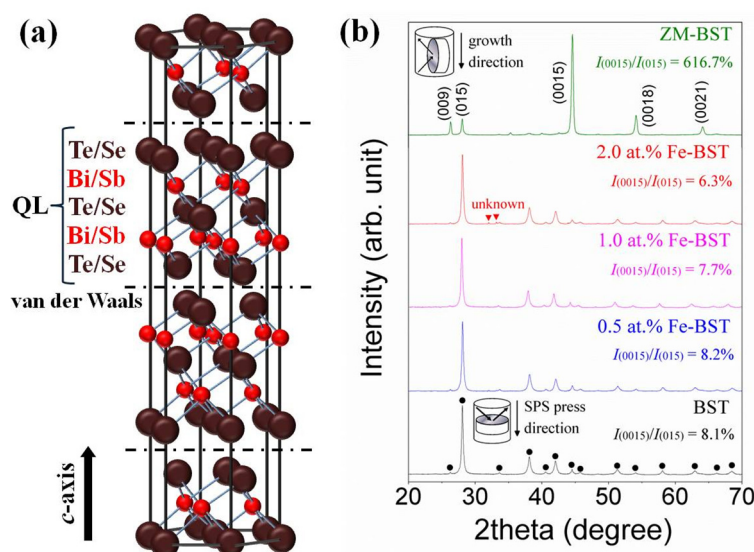 (a)
Te/Se
Bi/Sb
QL
Te/Se
Bi/Sb
Te/Se
van der Waals
c-axis
(b)
growth
direction
ZM-BST
I(0015)/I(015) = 616.7%
(009)
(015)
(0015)
(0018)
(0021)
2.0 at.% Fe-BST
I(0015)/I(015) = 6.3%
unknown
1.0 at.% Fe-BST
I(0015)/I(015) = 7.7%
0.5 at.% Fe-BST
I(0015)/I(015) = 8.2%
SPS press
direction
BST
I(0015)/I(015) = 8.1%
Intensity (arb. unit)
20 30 40 50 60 70
2theta (degree)